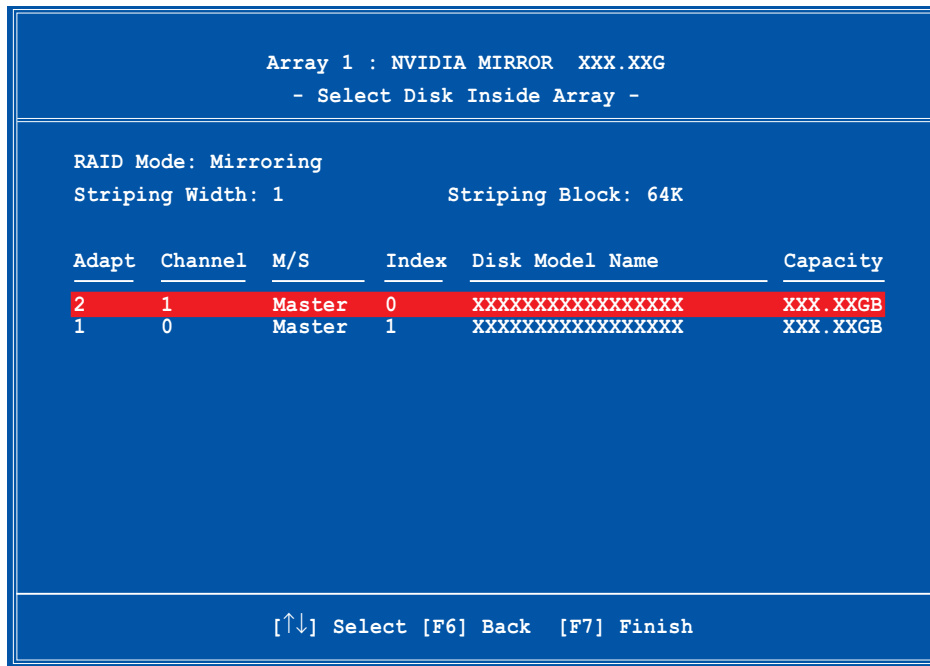 Array 1 : NVIDIA MIRROR XXX.XXG
- Select Disk Inside Array -
RAID Mode: Mirroring
Striping Width: 1 Striping Block: 64K
Adapt Channel M/S Index Disk Model Name Capacity
2 1 Master 0 XXXXXXXXXXXXXXXXX XXX.XXGB
1 0 Master 1 XXXXXXXXXXXXXXXXX XXX.XXGB
[↑↓] Select [F6] Back [F7] Finish